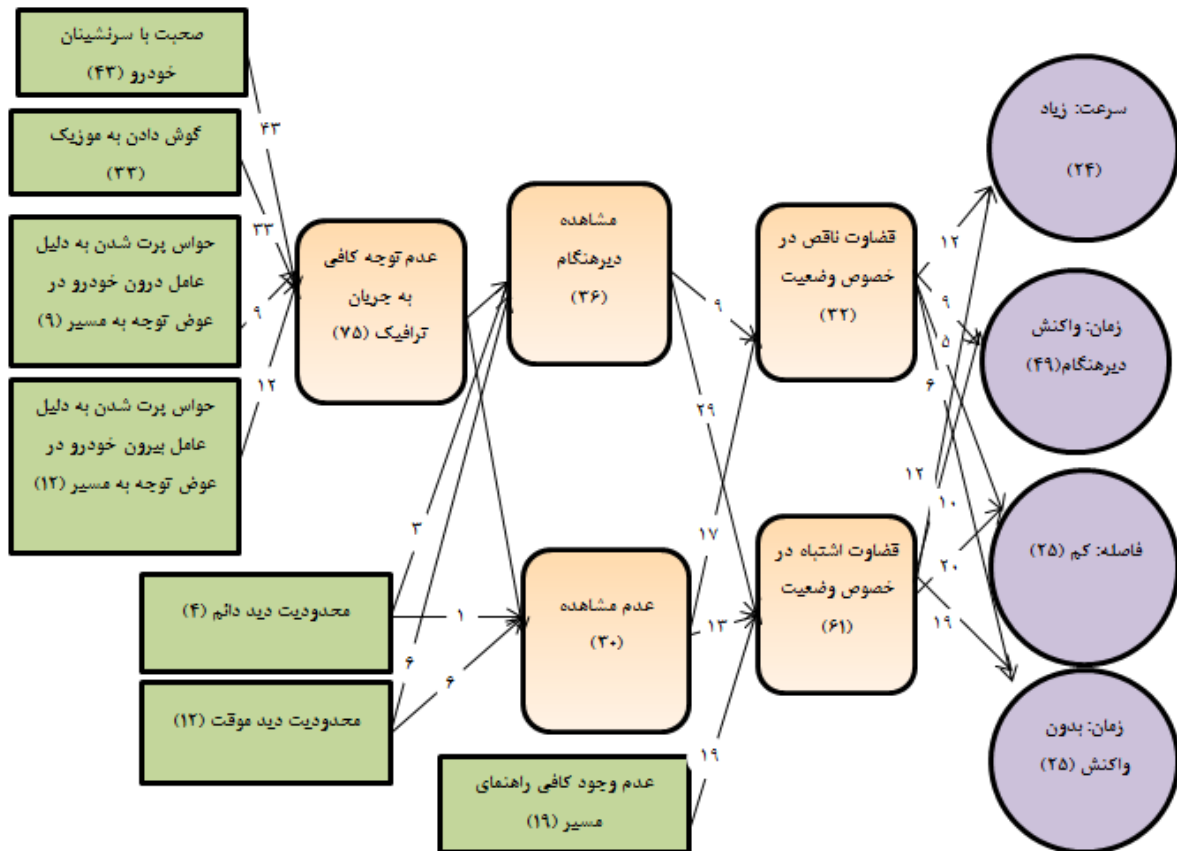 صحبت با سرنشینان
خودرو (۴۳)
گوش دادن به موزیک
(۳۳)
حواس پرت شدن به دلیل
عامل درون خودرو در
عوض توجه به مسیر (۹)
حواس پرت شدن به دلیل
عامل بیرون خودرو در
عوض توجه به مسیر (۱۲)
محدودیت دید دائم (۴)
محدودیت دید موقت (۱۲)
عدم وجود کافی راهنمای
مسیر (۱۹)
عدم توجه کافی
به جریان
ترافیک (۷۵)
مشاهده
دیرهنگام
(۳۶)
عدم مشاهده
(۳۰)
قضاوت ناقص در
خصوص وضعیت
(۳۲)
قضاوت اشتباه در
خصوص وضعیت
(۶۱)
سرعت: زیاد
(۲۴)
زمان: واکنش
دیرهنگام(۴۹)
فاصله: کم (۲۵)
زمان: بدون
واکنش (۲۵)
۴۳
۳۳
۹
۱۲
۳
۱
۶
۶
۹
۲۹
۱۷
۱۳
۱۹
۱۲
۹
۵
۶
۱۲
۱۰
۲۰
۱۹